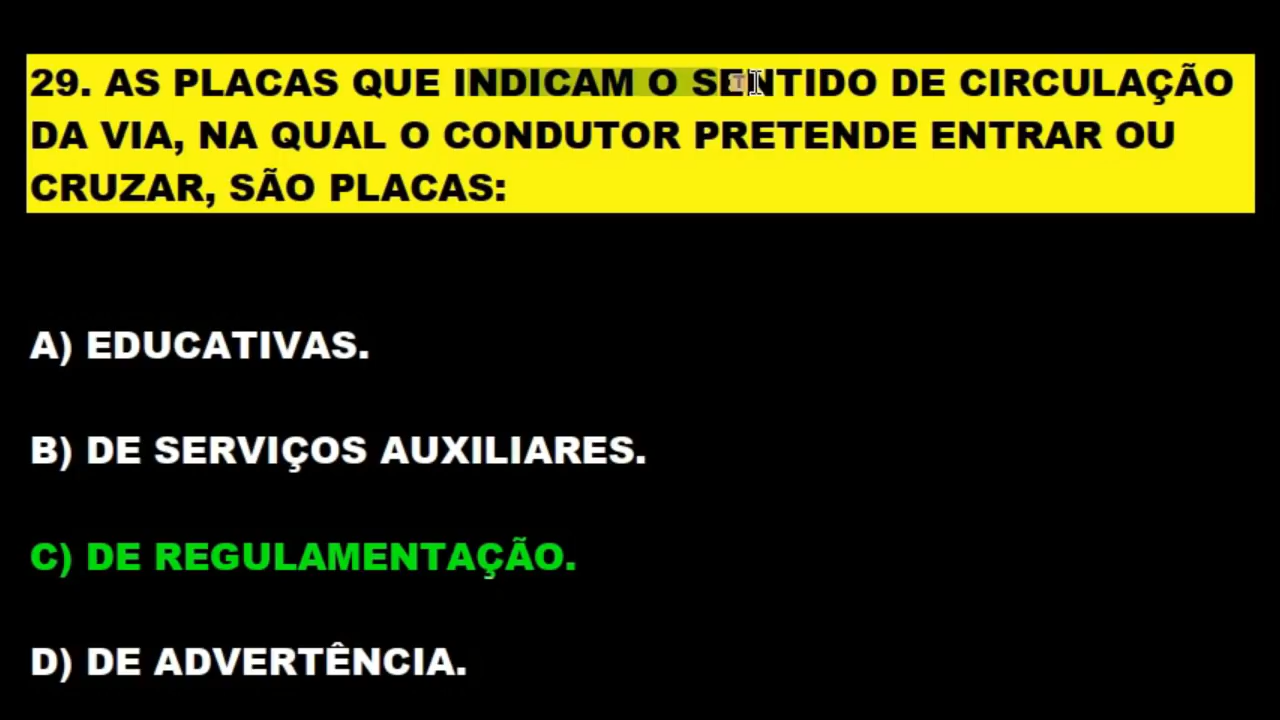 29. AS PLACAS QUE INDICAM O SENTIDO DE CIRCULAÇÃO
DA VIA, NA QUAL O CONDUTOR PRETENDE ENTRAR OU
CRUZAR, SÃO PLACAS:
A) EDUCATIVAS.
B) DE SERVIÇOS AUXILIARES.
C) DE REGULAMENTAÇÃO.
D) DE ADVERTÊNCIA.